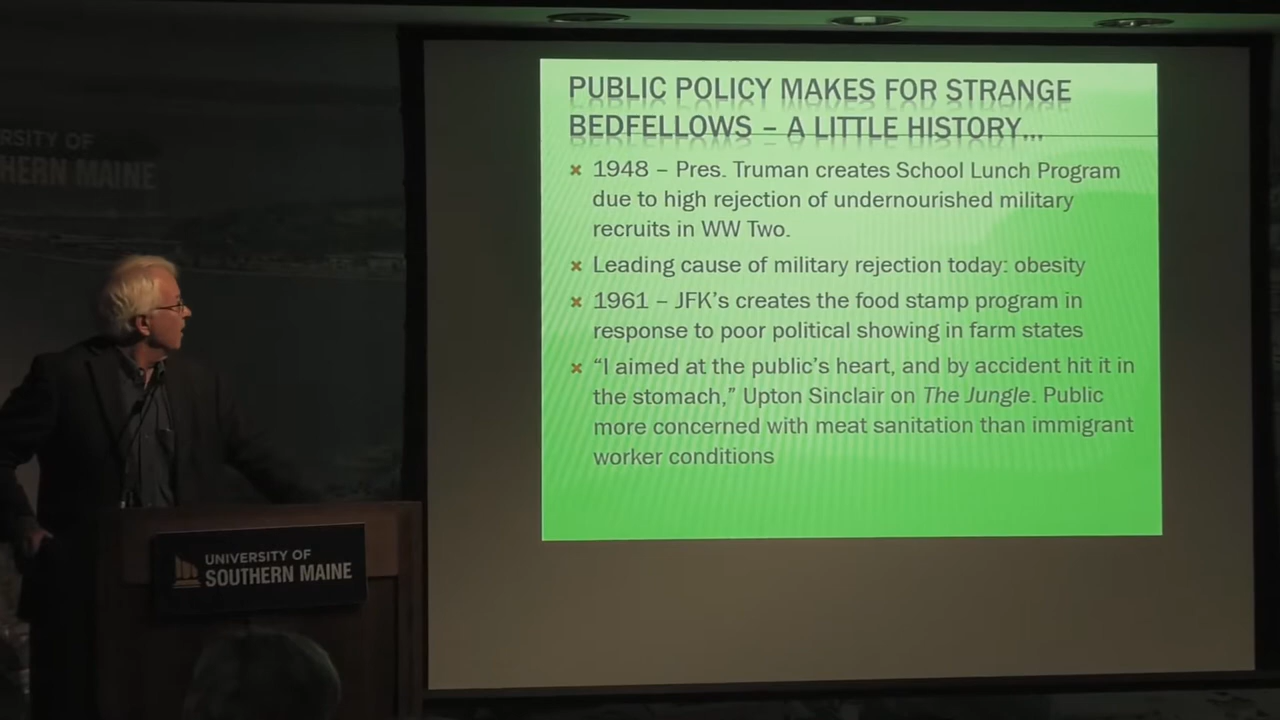 RSITY OF
HERN MAINE
PUBLIC POLICY MAKES FOR STRANGE
BEDFELLOWS – A LITTLE HISTORY...
1948 – Pres. Truman creates School Lunch Program
due to high rejection of undernourished military
recruits in WW Two.
Leading cause of military rejection today: obesity
1961 – JFK's creates the food stamp program in
response to poor political showing in farm states
“I aimed at the public's heart, and by accident hit it in
the stomach,” Upton Sinclair on The Jungle. Public
more concerned with meat sanitation than immigrant
worker conditions
UNIVERSITY OF
SOUTHERN MAINE